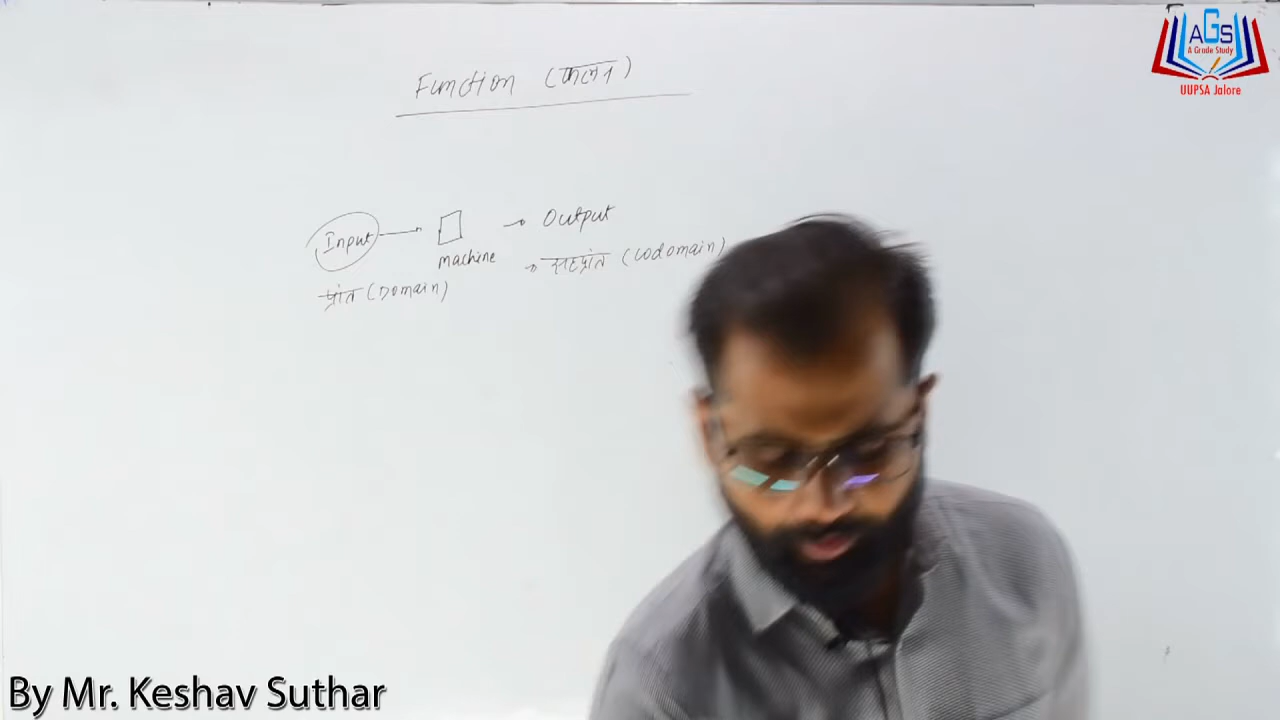 Function (फलन)
Input → machine → Output
प्रांत (Domain) → सहप्रांत (Codomain)
AGS
A Grade Study
UUPSA Jalore
By Mr. Keshav Suthar